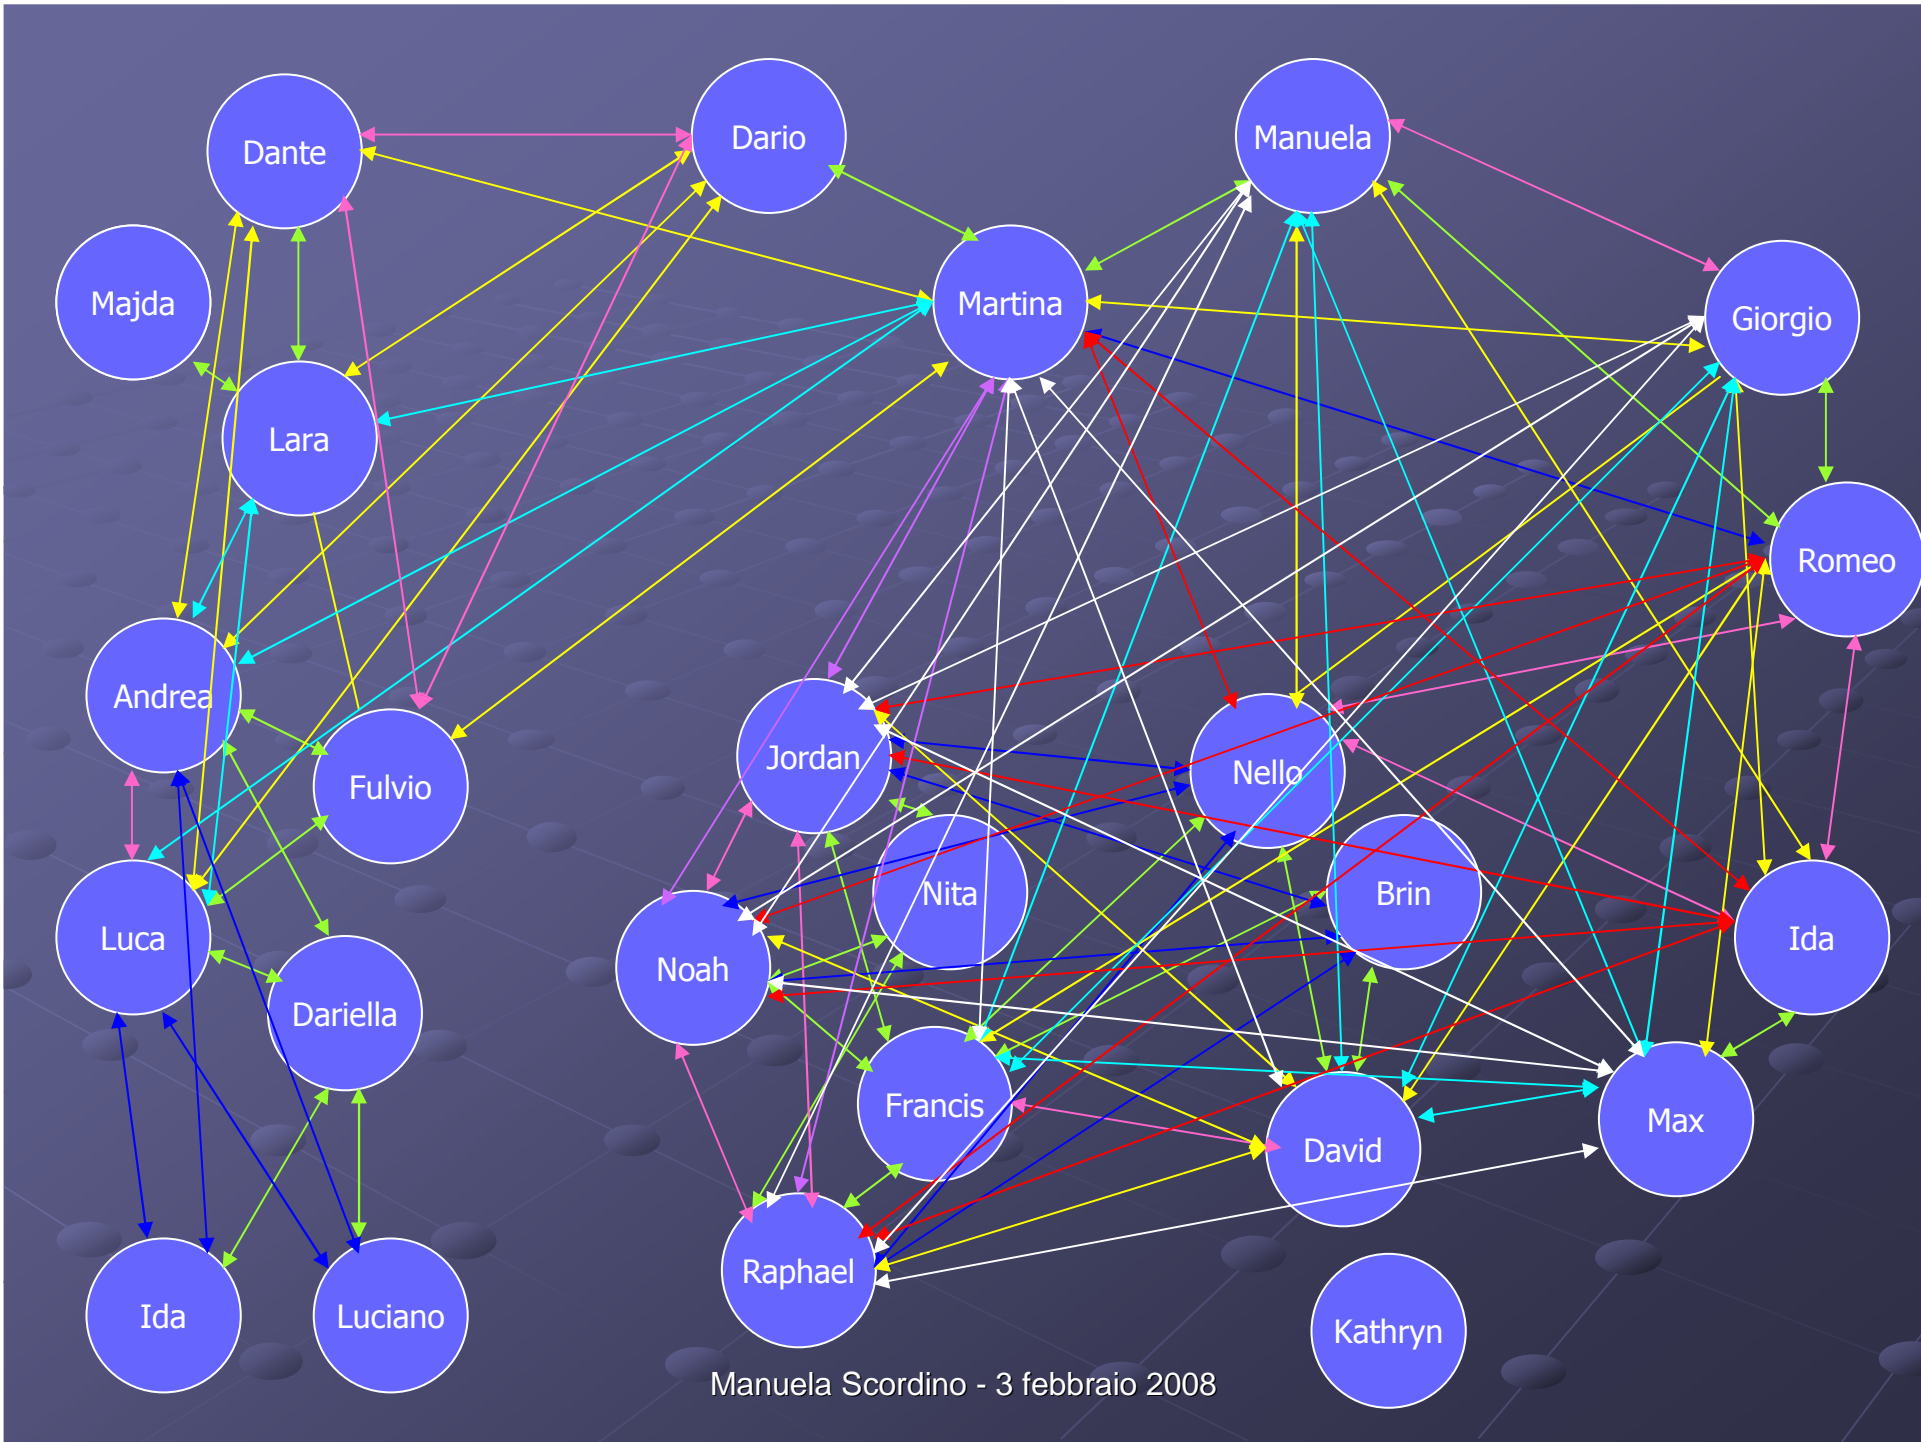 Dante
Dario
Manuela
Majda
Martina
Giorgio
Lara
Romeo
Andrea
Fulvio
Jordan
Nello
Nita
Brin
Luca
Noah
Ida
Dariella
Francis
David
Max
Raphael
Ida
Luciano
Kathryn
Manuela Scordino - 3 febbraio 2008